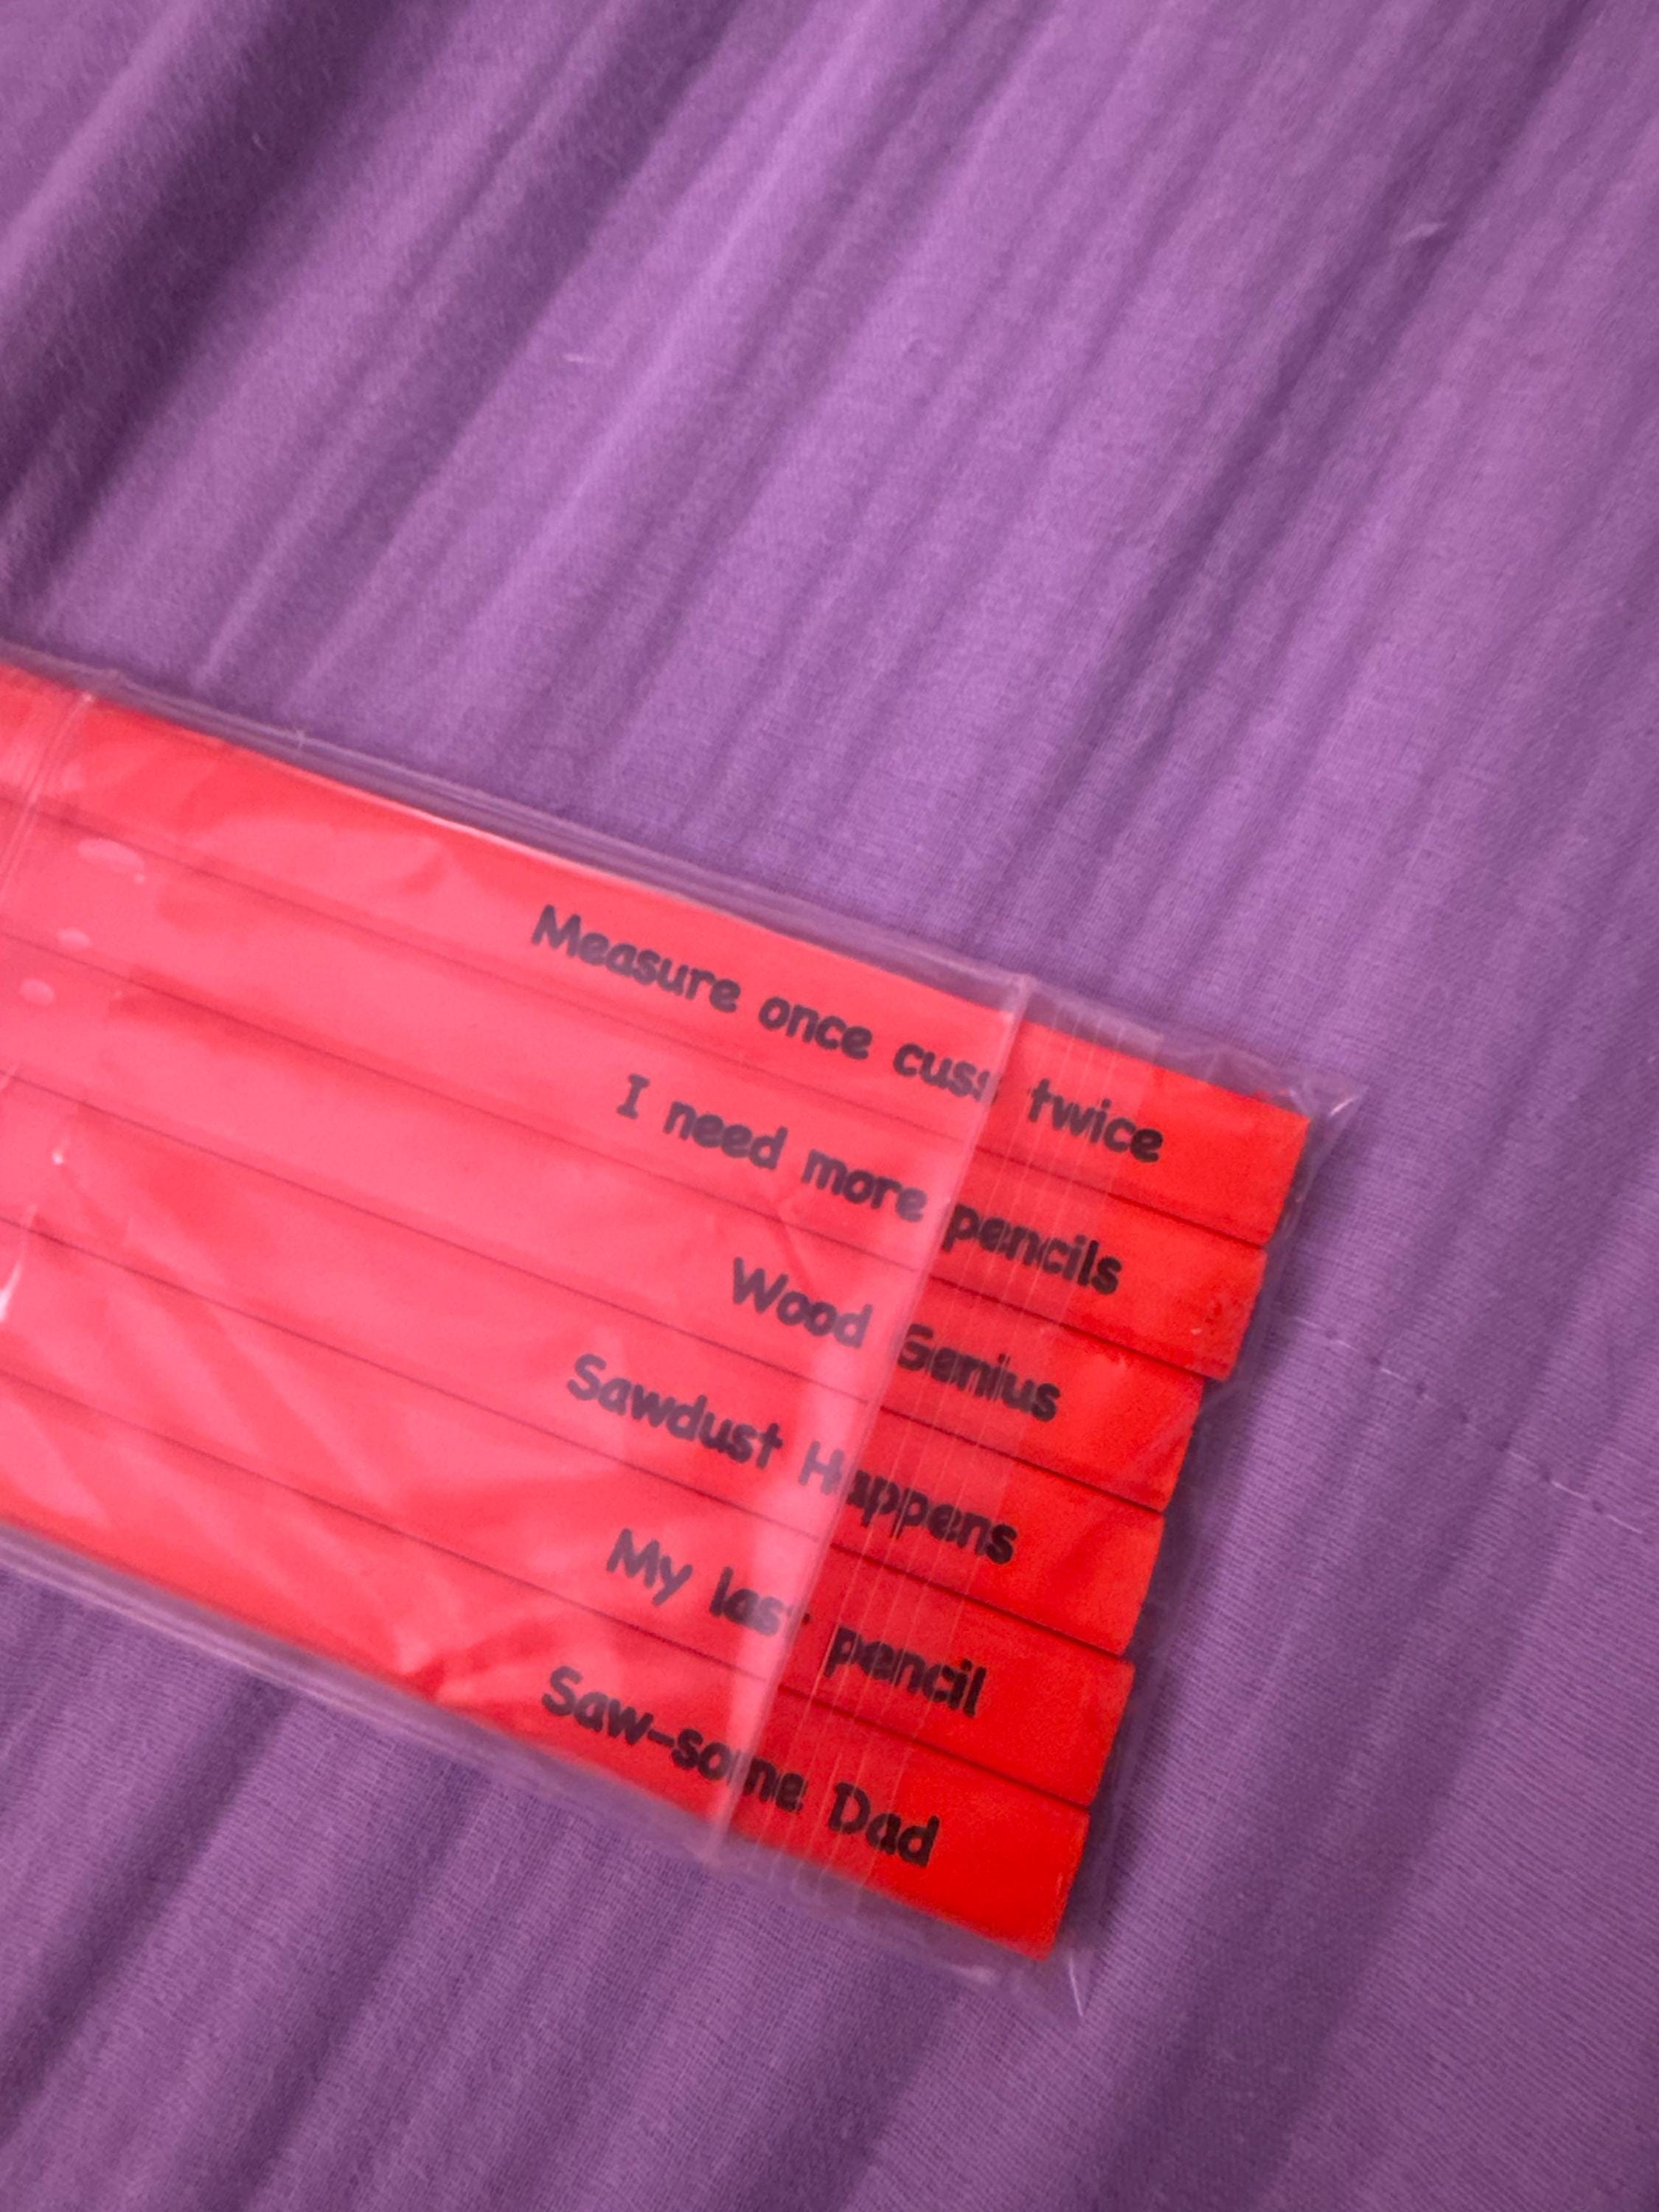 Measure once cuss twice
I need more pencils
Wood Genius
Sawdust Happens
My last pencil
Saw-some Dad